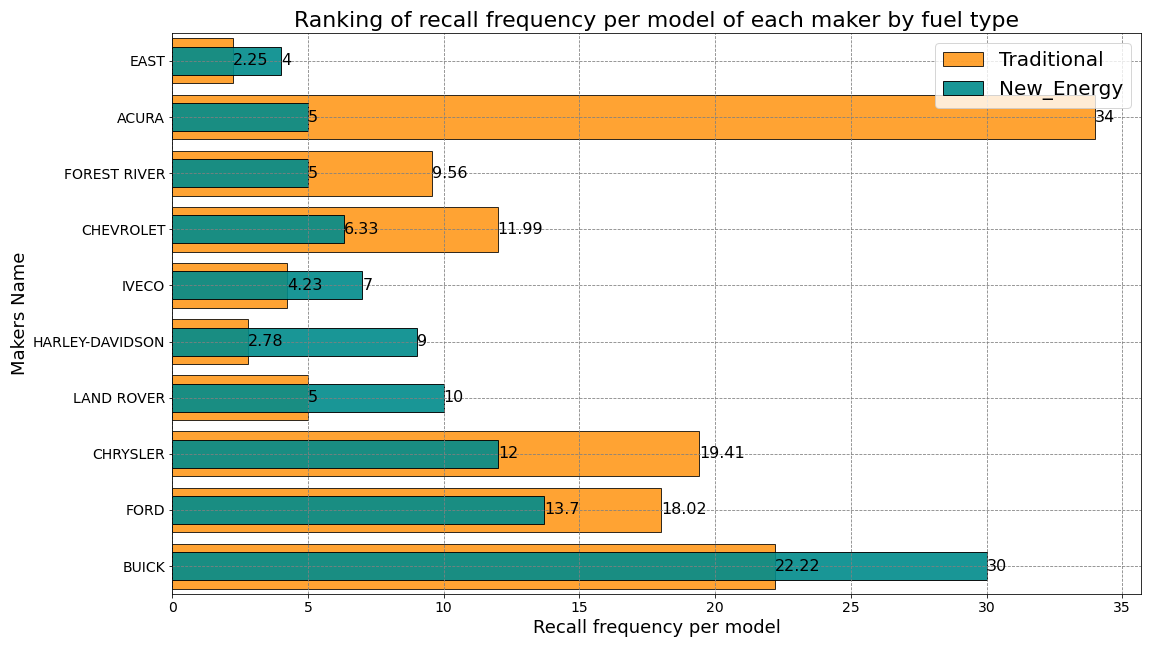 Ranking of recall frequency per model of each maker by fuel type
Traditional
New_Energy
Makers Name
EAST 2.25 4
ACURA 5 34
FOREST RIVER 5 9.56
CHEVROLET 6.33 11.99
IVECO 4.23 7
HARLEY-DAVIDSON 2.78 9
LAND ROVER 5 10
CHRYSLER 12 19.41
FORD 13.7 18.02
BUICK 22.22 30
0 5 10 15 20 25 30 35
Recall frequency per model